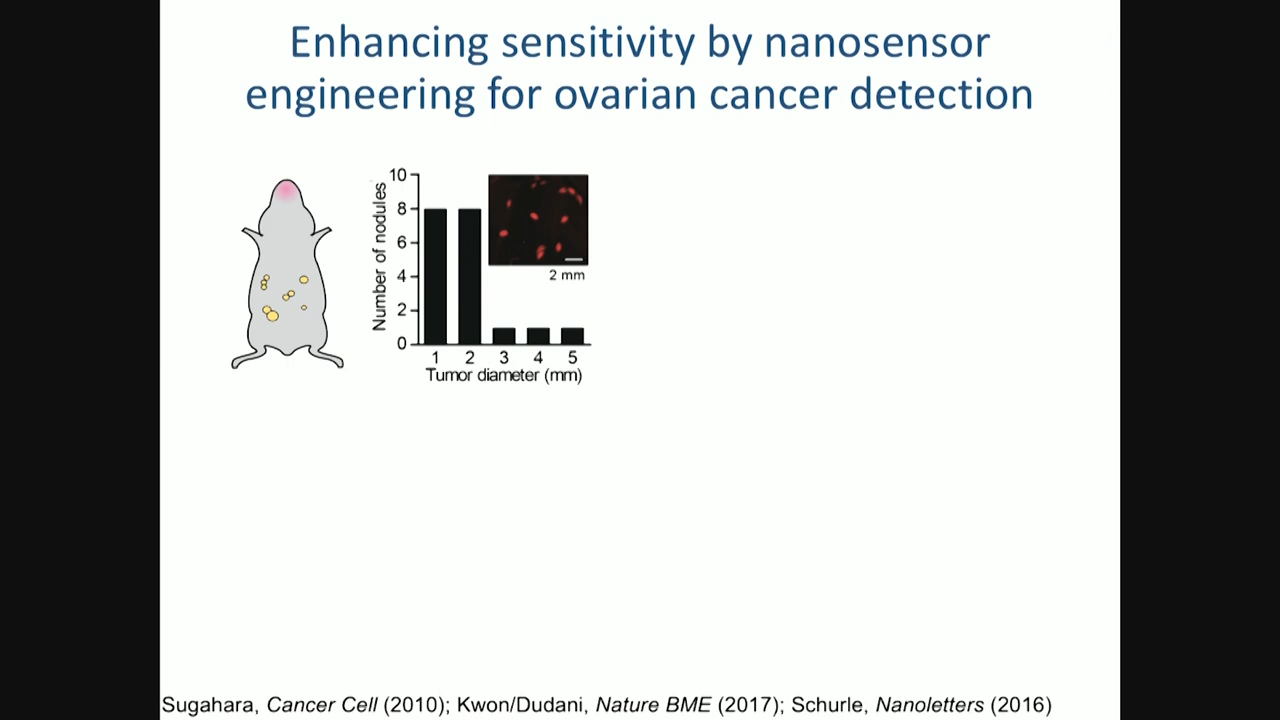 Enhancing sensitivity by nanosensor
engineering for ovarian cancer detection
Number of nodules
10
8
6
4
2
0
2 mm
1 2 3 4 5
Tumor diameter (mm)
Sugahara, Cancer Cell (2010); Kwon/Dudani, Nature BME (2017); Schurle, Nanoletters (2016)